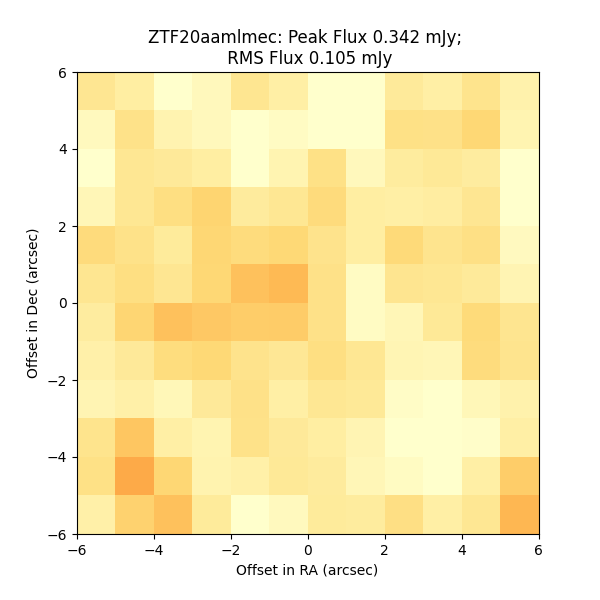 ZTF20aamlmec: Peak Flux 0.342 mJy;
RMS Flux 0.105 mJy
6
4
2
0
−2
−4
−6
Offset in Dec (arcsec)
−6 −4 −2 0 2 4 6
Offset in RA (arcsec)